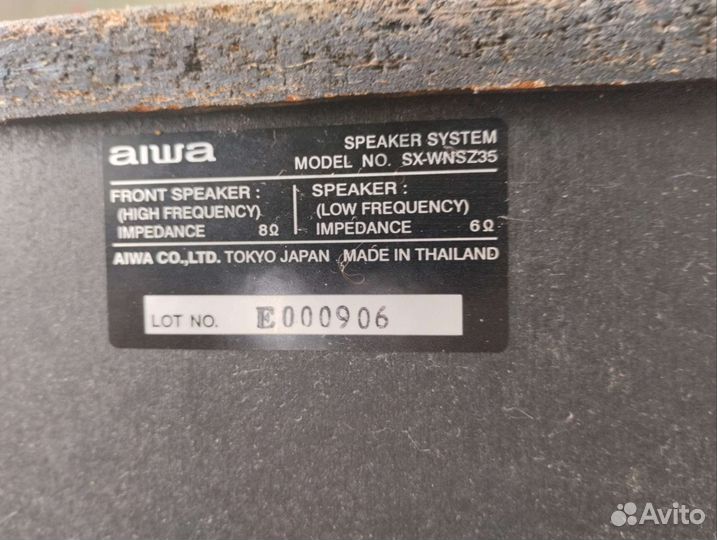 aiwa
SPEAKER SYSTEM
MODEL NO. SX-WNSZ35
FRONT SPEAKER :
(HIGH FREQUENCY)
IMPEDANCE 8Ω
SPEAKER :
(LOW FREQUENCY)
IMPEDANCE 6Ω
AIWA CO.,LTD. TOKYO JAPAN MADE IN THAILAND
LOT NO. E000906
Avito